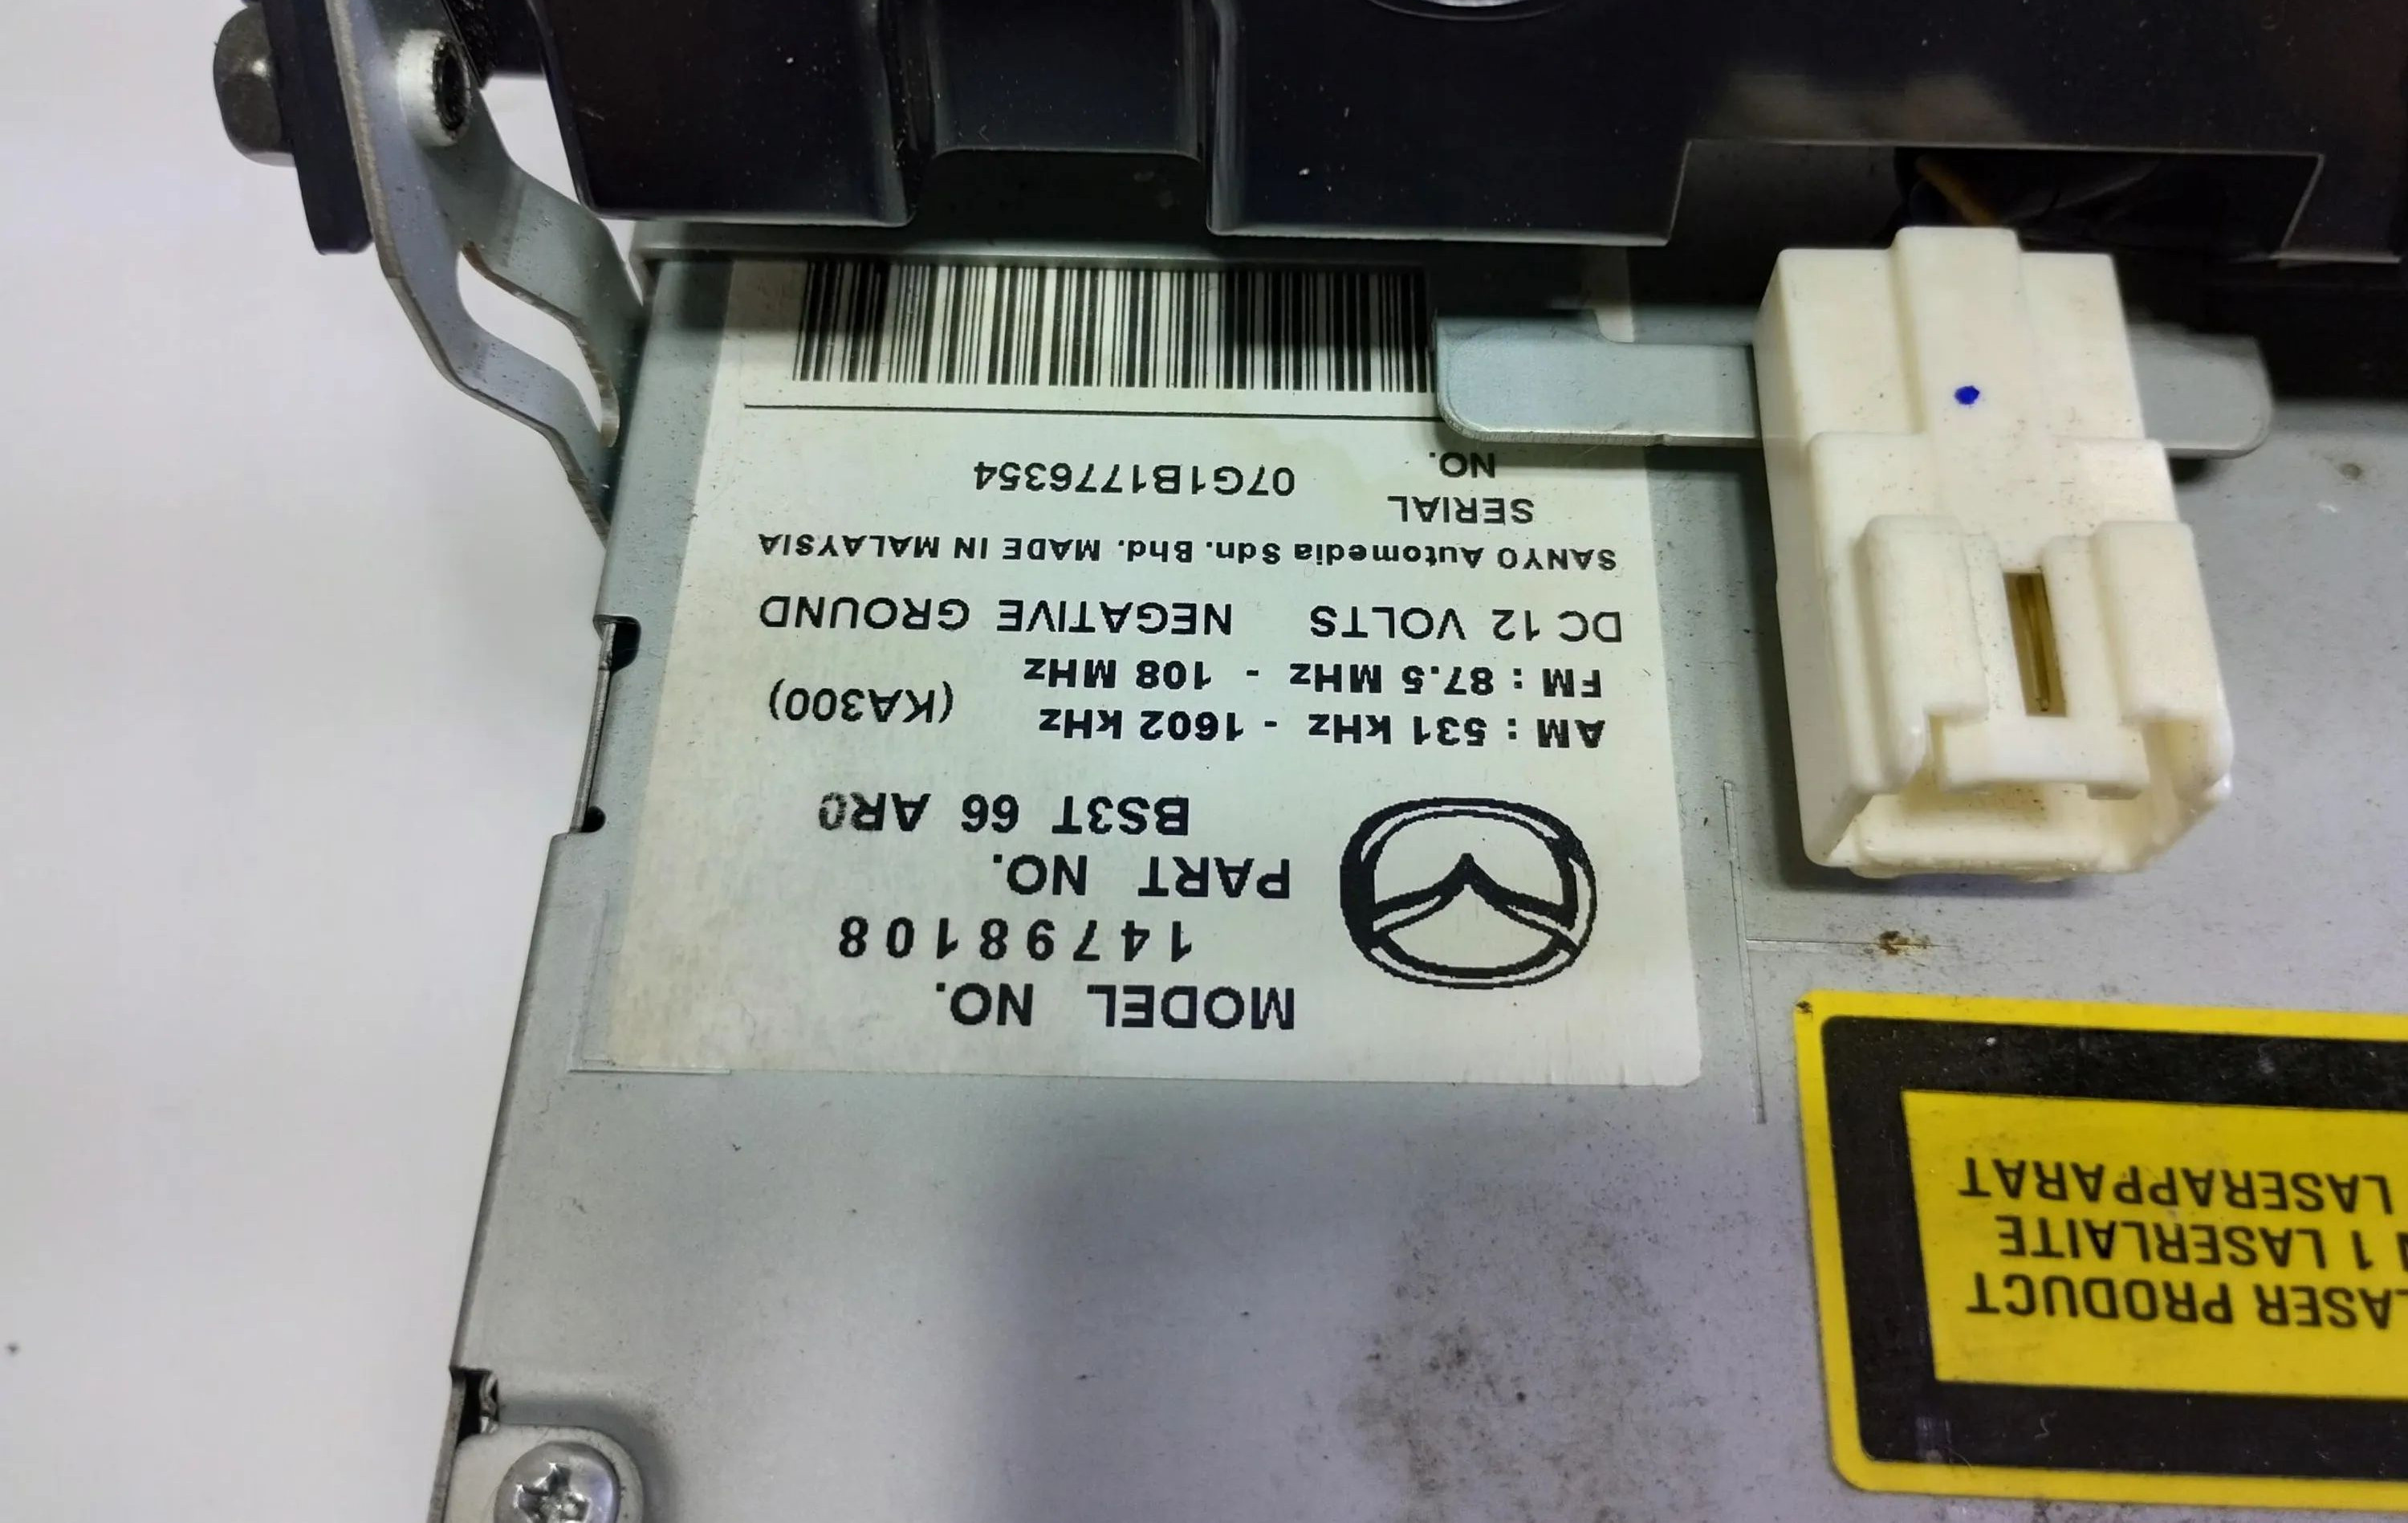 MODEL NO.
14798108
PART NO.
BS3T 66 AR0
AM : 531 kHz - 1602 kHz
FM : 87.5 MHz - 108 MHz
(KA300)
DC 12 VOLTS NEGATIVE GROUND
SANYO Automedia Sdn. Bhd. MADE IN MALAYSIA
SERIAL
NO.
07G1B1776354
LASER PRODUCT
1 LASERLAITE
LASERAPPARAT